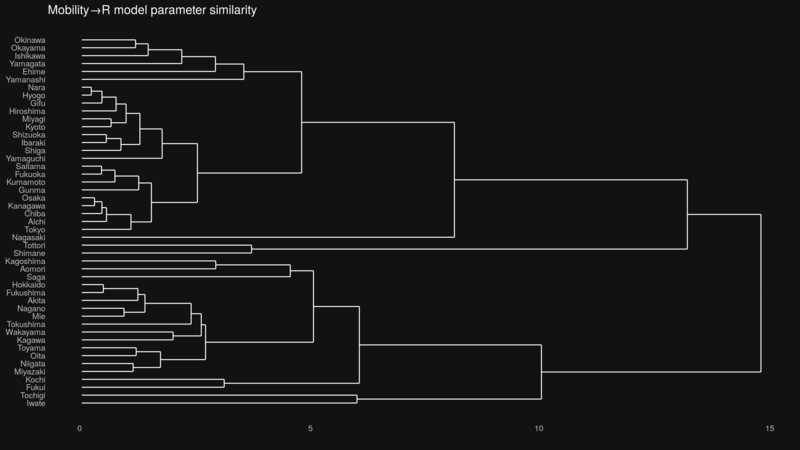 Mobility→R model parameter similarity
Okinawa
Okayama
Ishikawa
Yamagata
Ehime
Yamanashi
Nara
Hyogo
Gifu
Hiroshima
Miyagi
Kyoto
Shizuoka
Ibaraki
Shiga
Yamaguchi
Saitama
Fukuoka
Kumamoto
Gunma
Osaka
Kanagawa
Chiba
Aichi
Tokyo
Nagasaki
Tottori
Shimane
Kagoshima
Aomori
Saga
Hokkaido
Fukushima
Akita
Nagano
Mie
Tokushima
Wakayama
Kagawa
Toyama
Oita
Niigata
Miyazaki
Kochi
Fukui
Tochigi
Iwate
0 5 10 15